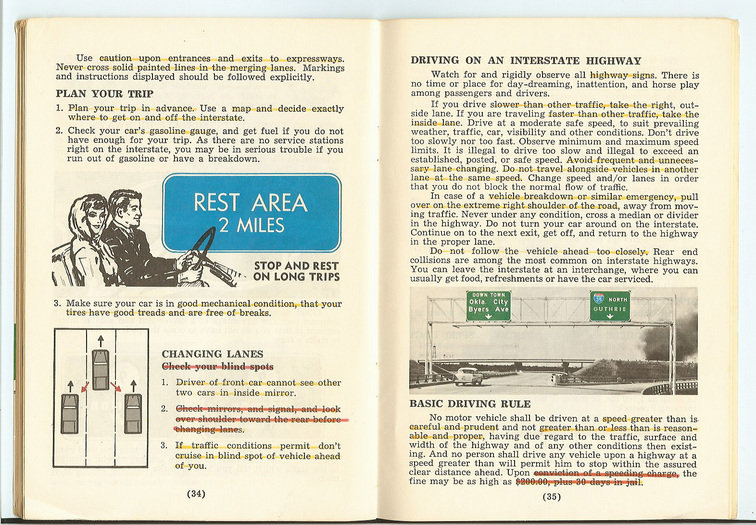 Use caution upon entrances and exits to expressways.
Never cross solid painted lines in the merging lanes. Markings
and instructions displayed should be followed explicitly.
PLAN YOUR TRIP
1. Plan your trip in advance. Use a map and decide exactly
where to get on and off the interstate.
2. Check your car's gasoline gauge, and get fuel if you do not
have enough for your trip. As there are no service stations
right on the interstate, you may be in serious trouble if you
run out of gasoline or have a breakdown.
REST AREA
2 MILES
STOP AND REST
ON LONG TRIPS
3. Make sure your car is in good mechanical condition, that your
tires have good treads and are free of breaks.
CHANGING LANES
Check your blind spots
1. Driver of front car cannot see other
two cars in inside mirror.
2. Check mirrors, and signal, and look
over shoulder toward the rear before
changing lanes.
3. If traffic conditions permit don't
cruise in blind spot of vehicle ahead
of you.
(34)
DRIVING ON AN INTERSTATE HIGHWAY
Watch for and rigidly observe all highway signs. There is
no time or place for day-dreaming, inattention, and horse play
among passengers and drivers.
If you drive slower than other traffic, take the right, out-
side lane. If you are traveling faster than other traffic, take the
inside lane. Drive at a moderate safe speed, to suit prevailing
weather, traffic, car, visibility and other conditions. Don't drive
too slowly nor too fast. Observe minimum and maximum speed
limits. It is illegal to drive too slow and illegal to exceed an
established, posted, or safe speed. Avoid frequent and unneces-
sary lane changing. Do not travel alongside vehicles in another
lane at the same speed. Change speed and/or lanes in order
that you do not block the normal flow of traffic.
In case of a vehicle breakdown or similar emergency, pull
over on the extreme right shoulder of the road, away from mov-
ing traffic. Never under any condition, cross a median or divider
in the highway. Do not turn your car around on the interstate.
Continue on to the next exit, get off, and return to the highway
in the proper lane.
Do not follow the vehicle ahead to closely. Rear end
collisions are among the most common on interstate highways.
You can leave the interstate at an interchange, where you can
usually get food, refreshments or have the car serviced.
DOWN TOWN
Okla. City
Byers Ave
NORTH
GUTHRIE
BASIC DRIVING RULE
No motor vehicle shall be driven at a speed greater than is
careful and prudent and not greater than or less than is reason-
able and proper, having due regard to the traffic, surface and
width of the highway and of any other conditions then exist-
ing. And no person shall drive any vehicle upon a highway at a
speed greater than will permit him to stop within the assured
clear distance ahead. Upon conviction of a speeding charge, the
fine may be as high as $200.00, plus 30 days in jail.
(35)